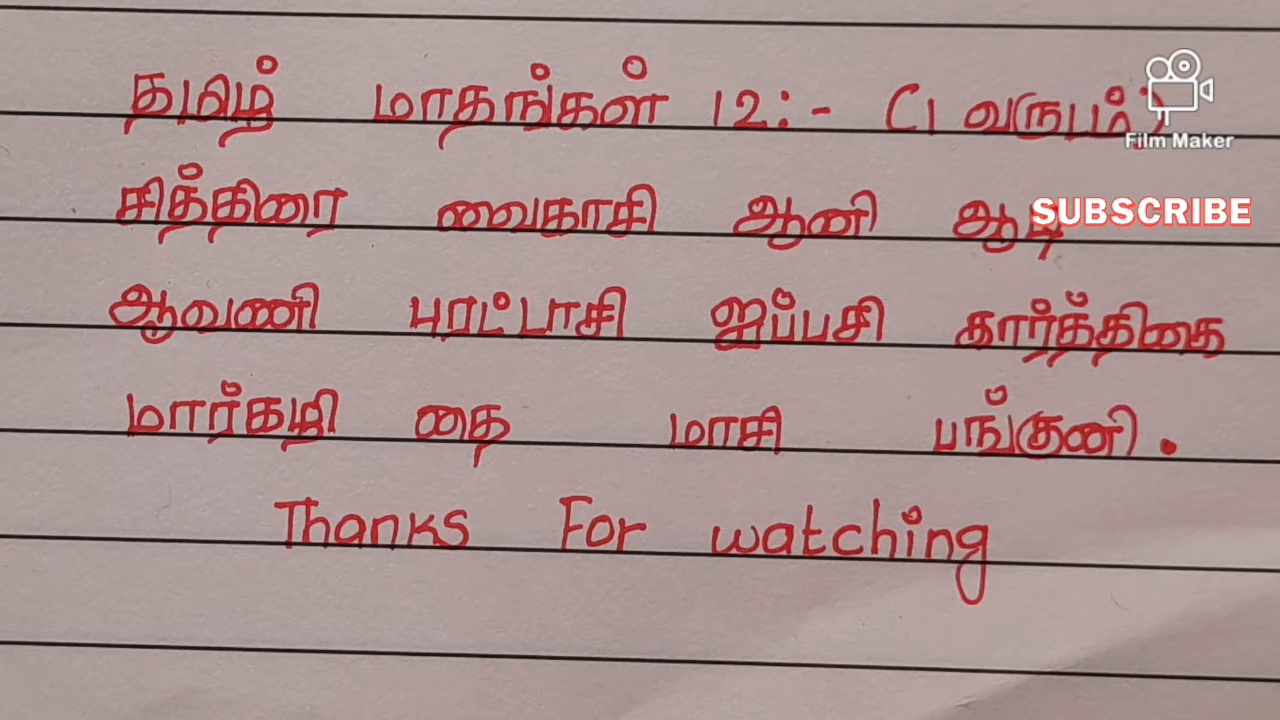 தமிழ் மாதங்கள் 12:- (1 வருடம்)
Film Maker
சித்திரை வைகாசி ஆனி ஆடி
SUBSCRIBE
ஆவணி புரட்டாசி ஐப்பசி கார்த்திகை
மார்கழி தை மாசி பங்குனி.
Thanks For watching